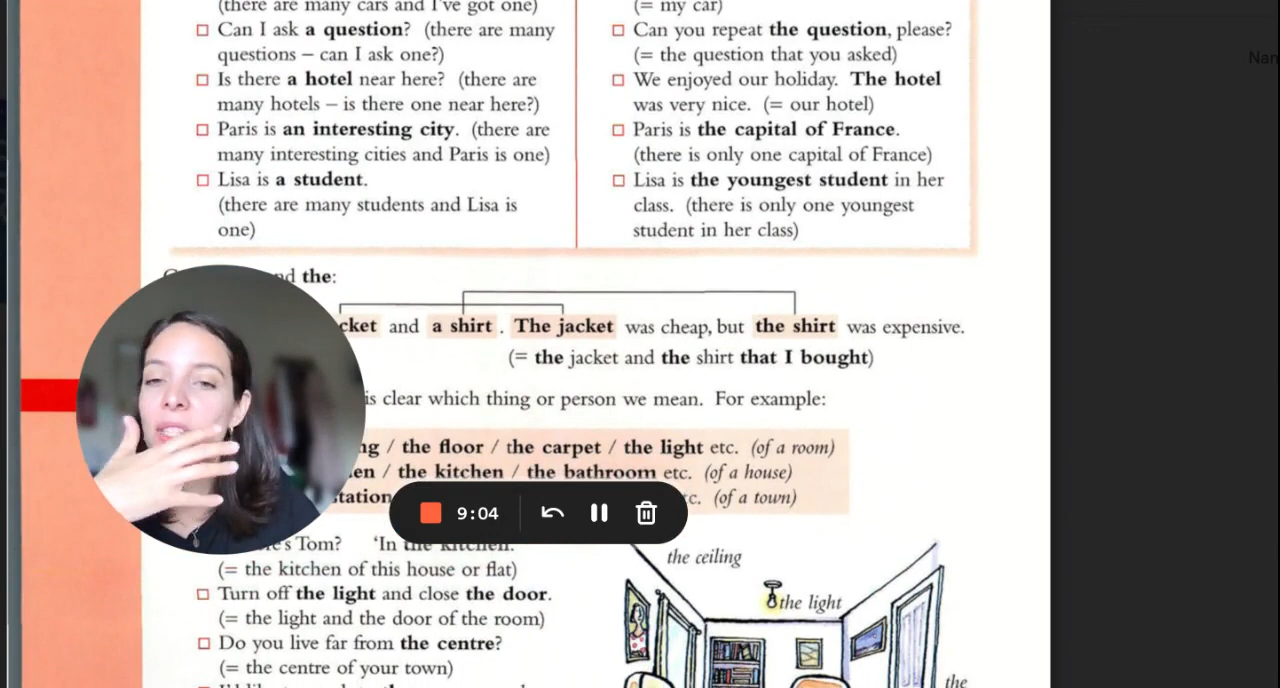 (there are many cars and I've got one)
Can I ask a question? (there are many
questions – can I ask one?)
Is there a hotel near here? (there are
many hotels – is there one near here?)
Paris is an interesting city. (there are
many interesting cities and Paris is one)
Lisa is a student.
(there are many students and Lisa is
one)
(= my car)
Can you repeat the question, please?
(= the question that you asked)
We enjoyed our holiday. The hotel
was very nice. (= our hotel)
Paris is the capital of France.
(there is only one capital of France)
Lisa is the youngest student in her
class. (there is only one youngest
student in her class)
the:
and a shirt. The jacket was cheap, but the shirt was expensive.
(= the jacket and the shirt that I bought)
is clear which thing or person we mean. For example:
/ the floor / the carpet / the light etc. (of a room)
/ the kitchen / the bathroom etc. (of a house)
(of a town)
Tom? 'In the kitchen.'
(= the kitchen of this house or flat)
Turn off the light and close the door.
(= the light and the door of the room)
Do you live far from the centre?
(= the centre of your town)
9:04
the ceiling
the light
the